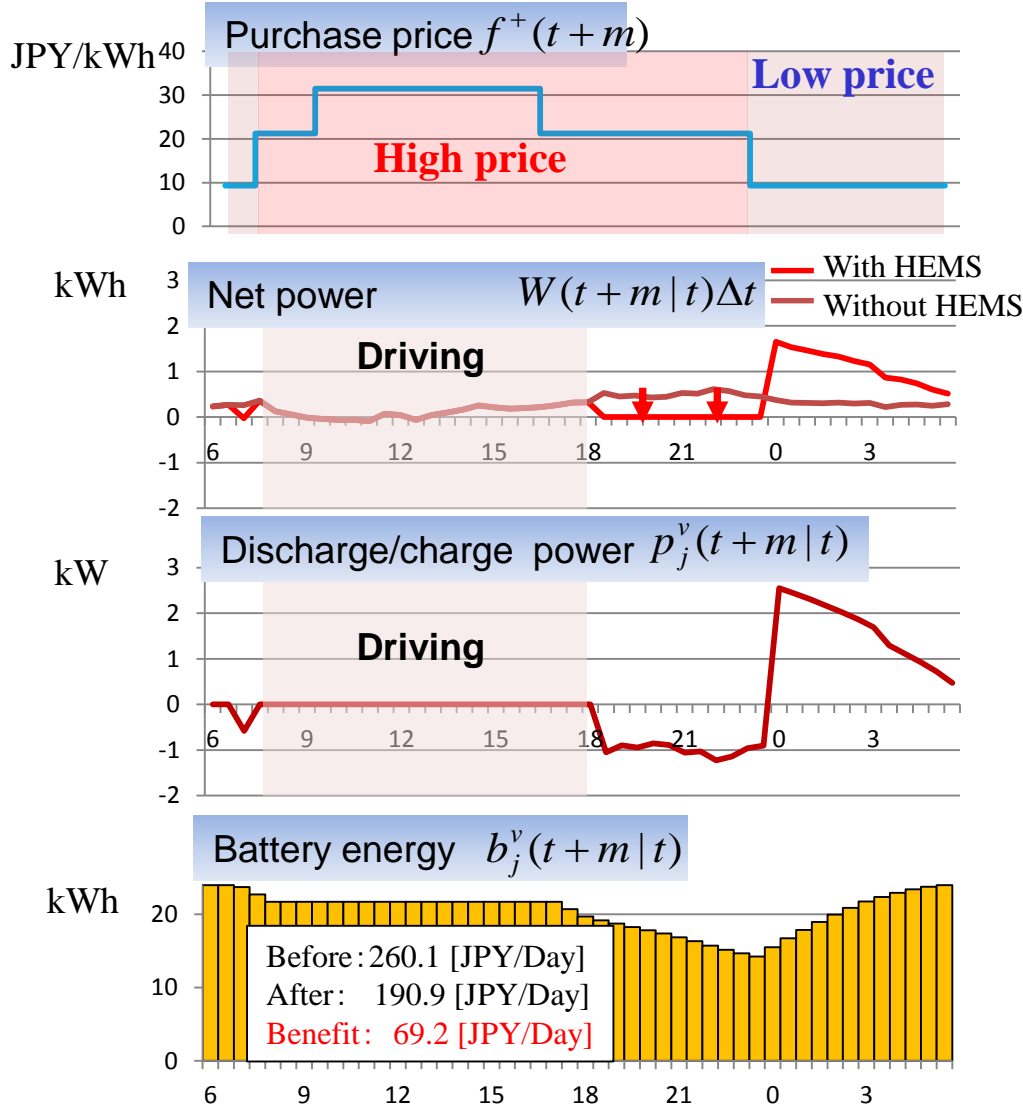 Purchase price f⁺(t+m)
JPY/kWh
40
30
20
10
0
Low price
High price
kWh
Net power W(t+m|t)Δt
With HEMS
Without HEMS
3
2
1
0
-1
-2
Driving
6 9 12 15 18 21 0 3
Discharge/charge power pⱼᵛ(t+m|t)
kW
3
2
1
0
-1
-2
Driving
6 9 12 15 18 21 0 3
Battery energy bⱼᵛ(t+m|t)
kWh
20
10
0
Before:260.1 [JPY/Day]
After: 190.9 [JPY/Day]
Benefit: 69.2 [JPY/Day]
6 9 12 15 18 21 0 3